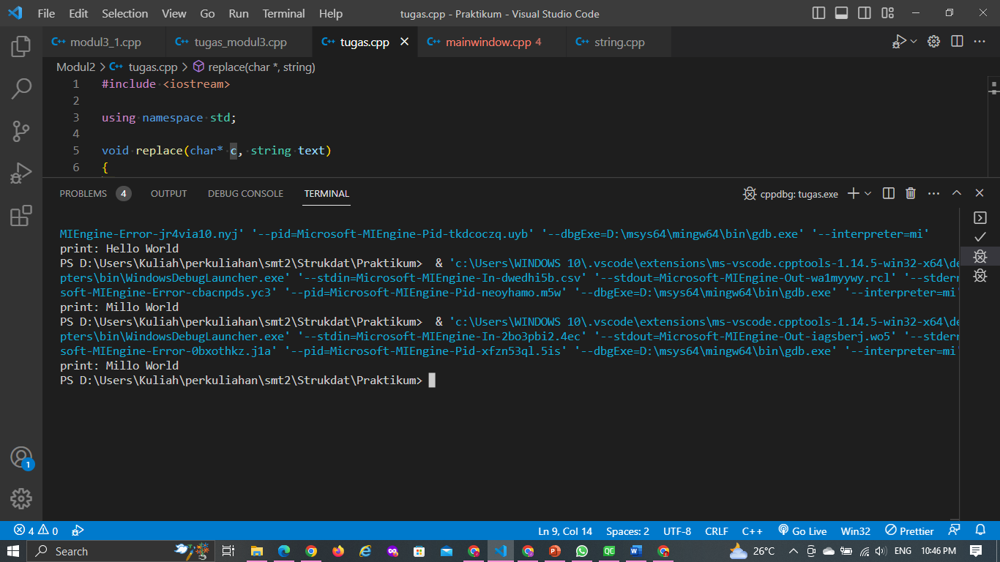 File Edit Selection View Go Run Terminal Help tugas.cpp - Praktikum - Visual Studio Code
C++ modul3_1.cpp C++ tugas_modul3.cpp C++ tugas.cpp C++ mainwindow.cpp 4 C++ string.cpp
Modul2 > C++ tugas.cpp > replace(char *, string)
1 #include <iostream>
2
3 using namespace std;
4
5 void replace(char* c, string text)
6 {
PROBLEMS 4 OUTPUT DEBUG CONSOLE TERMINAL cppdbg: tugas.exe
MIEngine-Error-jr4via10.nyj' '--pid=Microsoft-MIEngine-Pid-tkdcoczq.uyb' '--dbgExe=D:\msys64\mingw64\bin\gdb.exe' '--interpreter=mi'
print: Hello World
PS D:\Users\Kuliah\perkuliahan\smt2\Strukdat\Praktikum> & 'c:\Users\WINDOWS 10\.vscode\extensions\ms-vscode.cpptools-1.14.5-win32-x64\de
pters\bin\WindowsDebugLauncher.exe' '--stdin=Microsoft-MIEngine-In-dwedhi5b.csv' '--stdout=Microsoft-MIEngine-Out-wa1myywy.rcl' '--stder
soft-MIEngine-Error-cbacnpds.yc3' '--pid=Microsoft-MIEngine-Pid-neoyhamo.m5w' '--dbgExe=D:\msys64\mingw64\bin\gdb.exe' '--interpreter=mi'
print: Millo World
PS D:\Users\Kuliah\perkuliahan\smt2\Strukdat\Praktikum> & 'c:\Users\WINDOWS 10\.vscode\extensions\ms-vscode.cpptools-1.14.5-win32-x64\de
pters\bin\WindowsDebugLauncher.exe' '--stdin=Microsoft-MIEngine-In-2bo3pbi2.4ec' '--stdout=Microsoft-MIEngine-Out-iagsberj.wo5' '--stder
soft-MIEngine-Error-0bxothkz.j1a' '--pid=Microsoft-MIEngine-Pid-xfzn53ql.5is' '--dbgExe=D:\msys64\mingw64\bin\gdb.exe' '--interpreter=mi'
print: Millo World
PS D:\Users\Kuliah\perkuliahan\smt2\Strukdat\Praktikum>
1
4 0 Ln 9, Col 14 Spaces: 2 UTF-8 CRLF C++ Go Live Win32 Prettier
Search 26°C ENG 10:46 PM